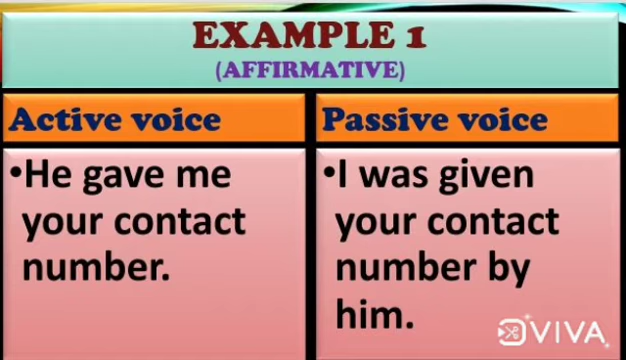 EXAMPLE 1
(AFFIRMATIVE)
Active voice
Passive voice
•He gave me
your contact
number.
•I was given
your contact
number by
him.
VIVA